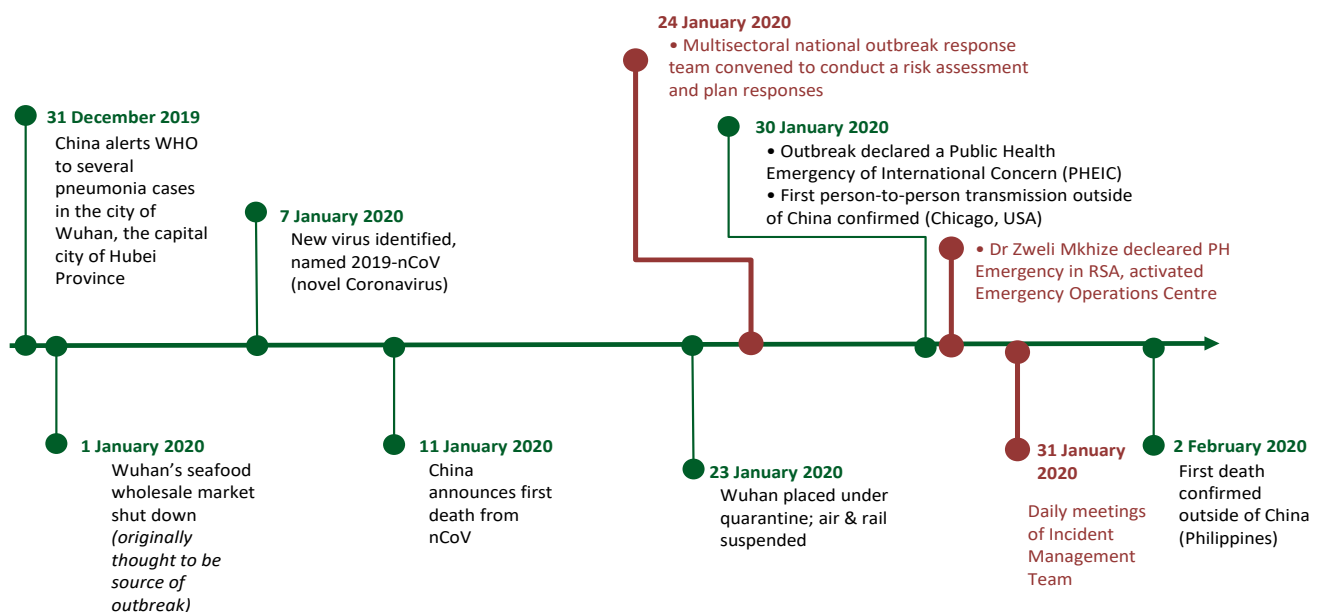 24 January 2020
• Multisectoral national outbreak response
team convened to conduct a risk assessment
and plan responses
31 December 2019
China alerts WHO
to several
pneumonia cases
in the city of
Wuhan, the capital
city of Hubei
Province
30 January 2020
• Outbreak declared a Public Health
Emergency of International Concern (PHEIC)
• First person-to-person transmission outside
of China confirmed (Chicago, USA)
7 January 2020
New virus identified,
named 2019-nCoV
(novel Coronavirus)
• Dr Zweli Mkhize decleared PH
Emergency in RSA, activated
Emergency Operations Centre
1 January 2020
Wuhan’s seafood
wholesale market
shut down
(originally
thought to be
source of
outbreak)
11 January 2020
China
announces first
death from
nCoV
23 January 2020
Wuhan placed under
quarantine; air & rail
suspended
31 January
2020
Daily meetings
of Incident
Management
Team
2 February 2020
First death
confirmed
outside of China
(Philippines)